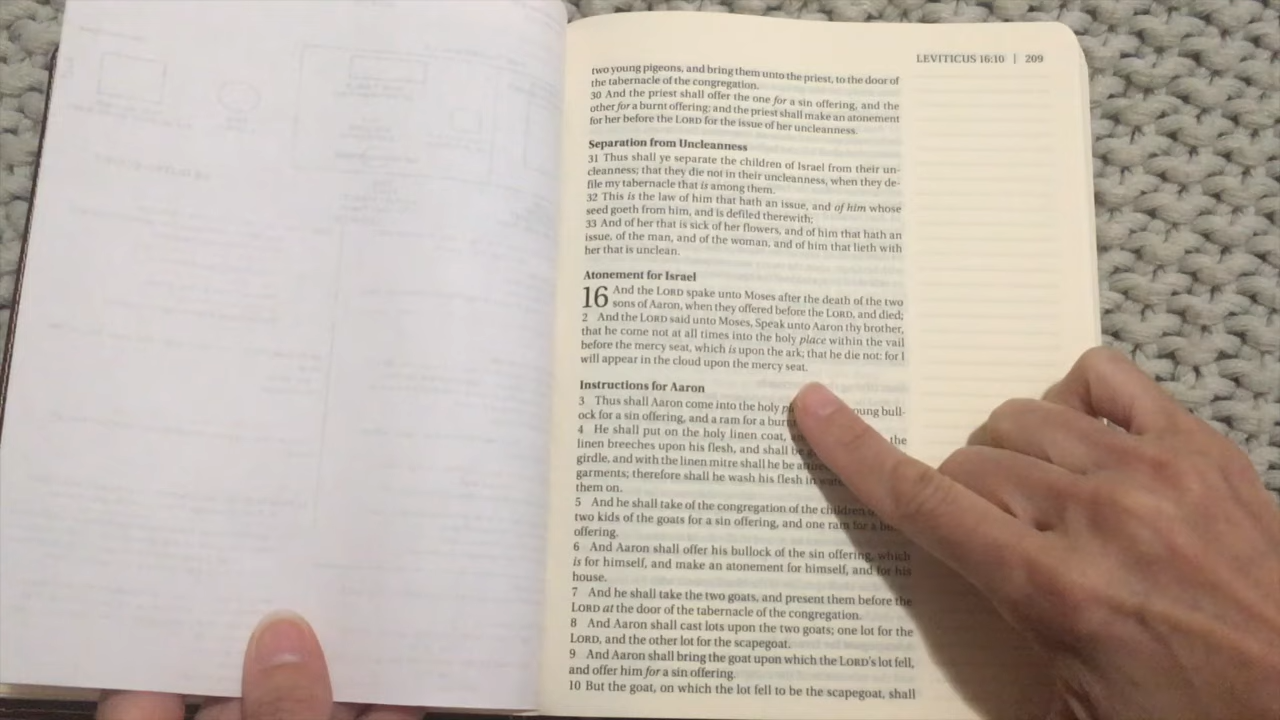 LEVITICUS 16:10 | 209
two young pigeons, and bring them unto the priest, to the door of
the tabernacle of the congregation.
30 And the priest shall offer the one for a sin offering, and the
other for a burnt offering; and the priest shall make an atonement
for her before the LORD for the issue of her uncleanness.
Separation from Uncleanness
31 Thus shall ye separate the children of Israel from their un-
cleanness; that they die not in their uncleanness, when they de-
file my tabernacle that is among them.
32 This is the law of him that hath an issue, and of him whose
seed goeth from him, and is defiled therewith;
33 And of her that is sick of her flowers, and of him that hath an
issue, of the man, and of the woman, and of him that lieth with
her that is unclean.
Atonement for Israel
16 And the LORD spake unto Moses after the death of the two
sons of Aaron, when they offered before the LORD, and died;
2 And the LORD said unto Moses, Speak unto Aaron thy brother,
that he come not at all times into the holy place within the vail
before the mercy seat, which is upon the ark; that he die not: for I
will appear in the cloud upon the mercy seat.
Instructions for Aaron
3 Thus shall Aaron come into the holy young bull-
ock for a sin offering, and a ram for a
4 He shall put on the holy linen coat, the
linen breeches upon his flesh, and shall be
girdle, and with the linen mitre shall he be
garments; therefore shall he wash his flesh in
them on.
5 And he shall take of the congregation of the children
two kids of the goats for a sin offering, and one ram for a
offering.
6 And Aaron shall offer his bullock of the sin offering, which
is for himself, and make an atonement for himself, and for his
house.
7 And he shall take the two goats, and present them before the
LORD at the door of the tabernacle of the congregation.
8 And Aaron shall cast lots upon the two goats; one lot for the
LORD, and the other lot for the scapegoat.
9 And Aaron shall bring the goat upon which the LORD's lot fell,
and offer him for a sin offering.
10 But the goat, on which the lot fell to be the scapegoat, shall